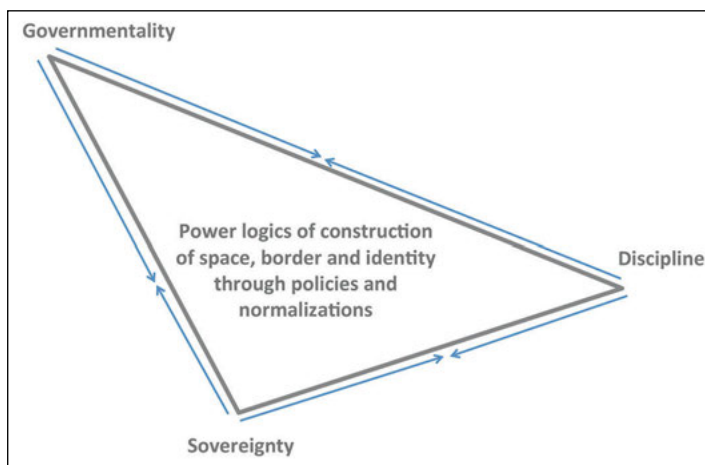 Governmentality
Power logics of construction
of space, border and identity
through policies and
normalizations
Discipline
Sovereignty